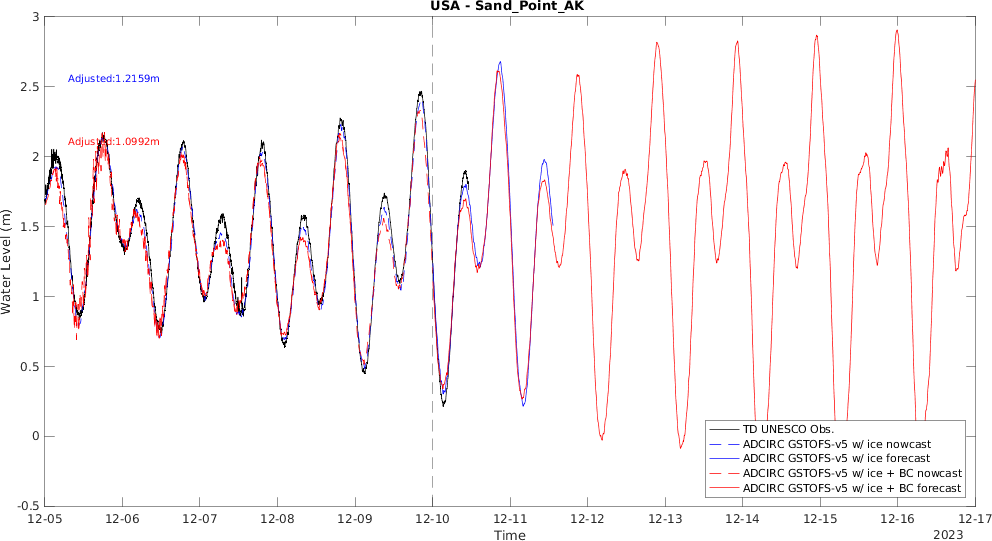 USA - Sand_Point_AK
Adjusted:1.2159m
Adjusted:1.0992m
Water Level (m)
3
2.5
2
1.5
1
0.5
0
-0.5
TD UNESCO Obs.
ADCIRC GSTOFS-v5 w/ ice nowcast
ADCIRC GSTOFS-v5 w/ ice forecast
ADCIRC GSTOFS-v5 w/ ice + BC nowcast
ADCIRC GSTOFS-v5 w/ ice + BC forecast
12-05 12-06 12-07 12-08 12-09 12-10 12-11 12-12 12-13 12-14 12-15 12-16 12-17
Time
2023